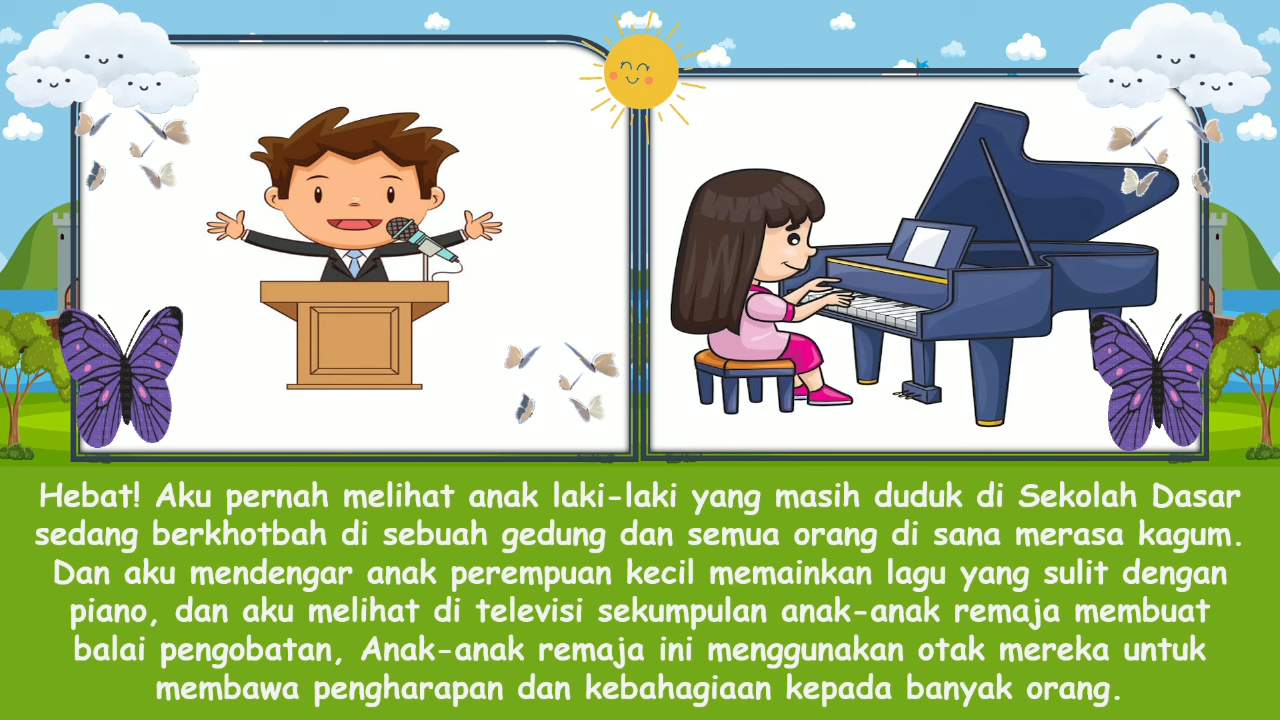 Hebat! Aku pernah melihat anak laki-laki yang masih duduk di Sekolah Dasar
sedang berkhotbah di sebuah gedung dan semua orang di sana merasa kagum.
Dan aku mendengar anak perempuan kecil memainkan lagu yang sulit dengan
piano, dan aku melihat di televisi sekumpulan anak-anak remaja membuat
balai pengobatan, Anak-anak remaja ini menggunakan otak mereka untuk
membawa pengharapan dan kebahagiaan kepada banyak orang.